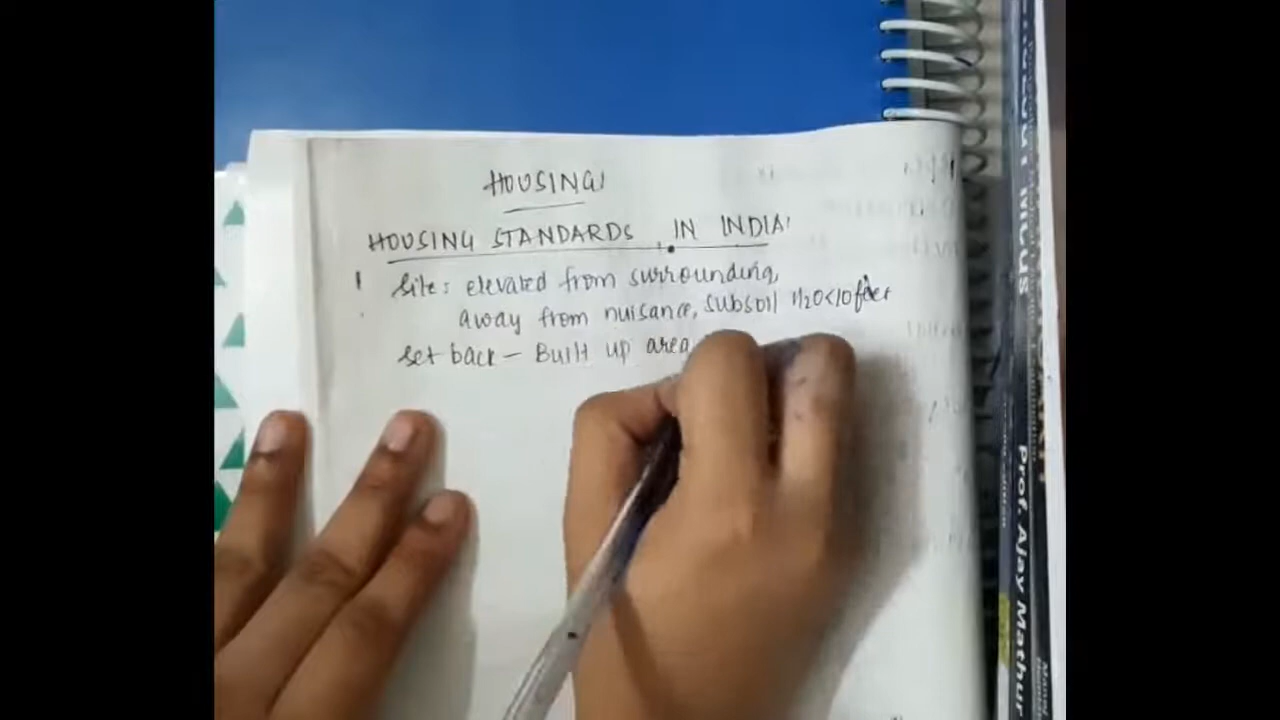 HOUSING
HOUSING STANDARDS IN INDIA
1 Site: elevated from surrounding,
away from nuisance, subsoil H20<10 feet
set back - Built up area
Prof. Ajay Mathur